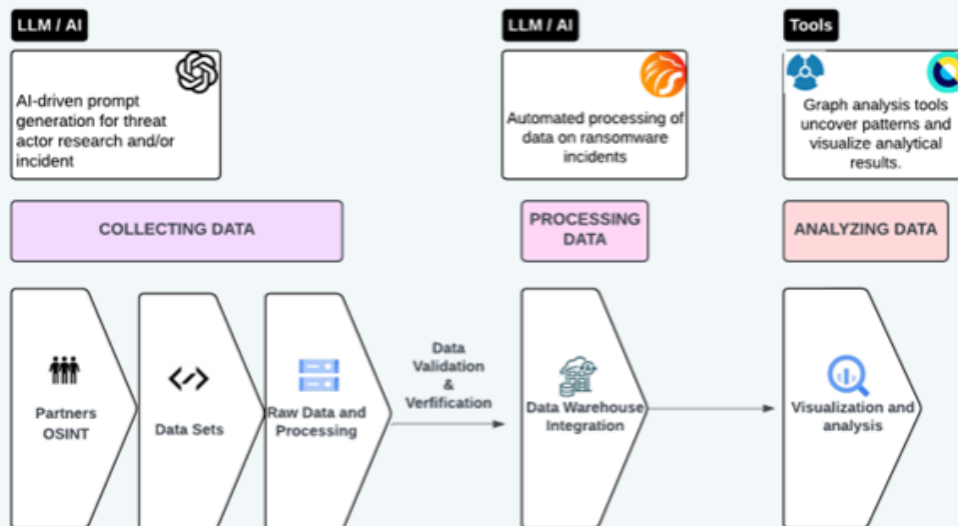 LLM / AI
LLM / AI
Tools
AI-driven prompt
generation for threat
actor research and/or
incident
Automated processing of
data on ransomware
incidents
Graph analysis tools
uncover patterns and
visualize analytical
results.
COLLECTING DATA
PROCESSING
DATA
ANALYZING DATA
Partners
OSINT
Data Sets
Raw Data and
Processing
Data
Validation
&
Verfification
Data Warehouse
Integration
Visualization and
analysis